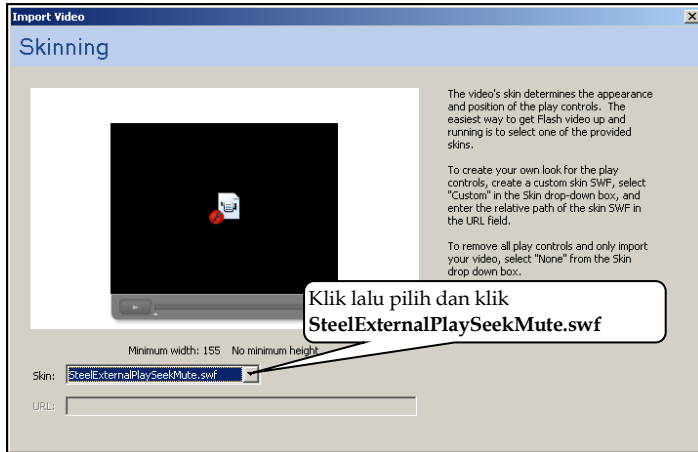 Import Video
Skinning
The video's skin determines the appearance
and position of the play controls. The
easiest way to get Flash video up and
running is to select one of the provided
skins.
To create your own look for the play
controls, create a custom skin SWF, select
"Custom" in the Skin drop-down box, and
enter the relative path of the skin SWF in
the URL field.
To remove all play controls and only import
your video, select "None" from the Skin
drop down box.
Klik lalu pilih dan klik
SteelExternalPlaySeekMute.swf
Minimum width: 155 No minimum height
Skin: SteelExternalPlaySeekMute.swf
URL: